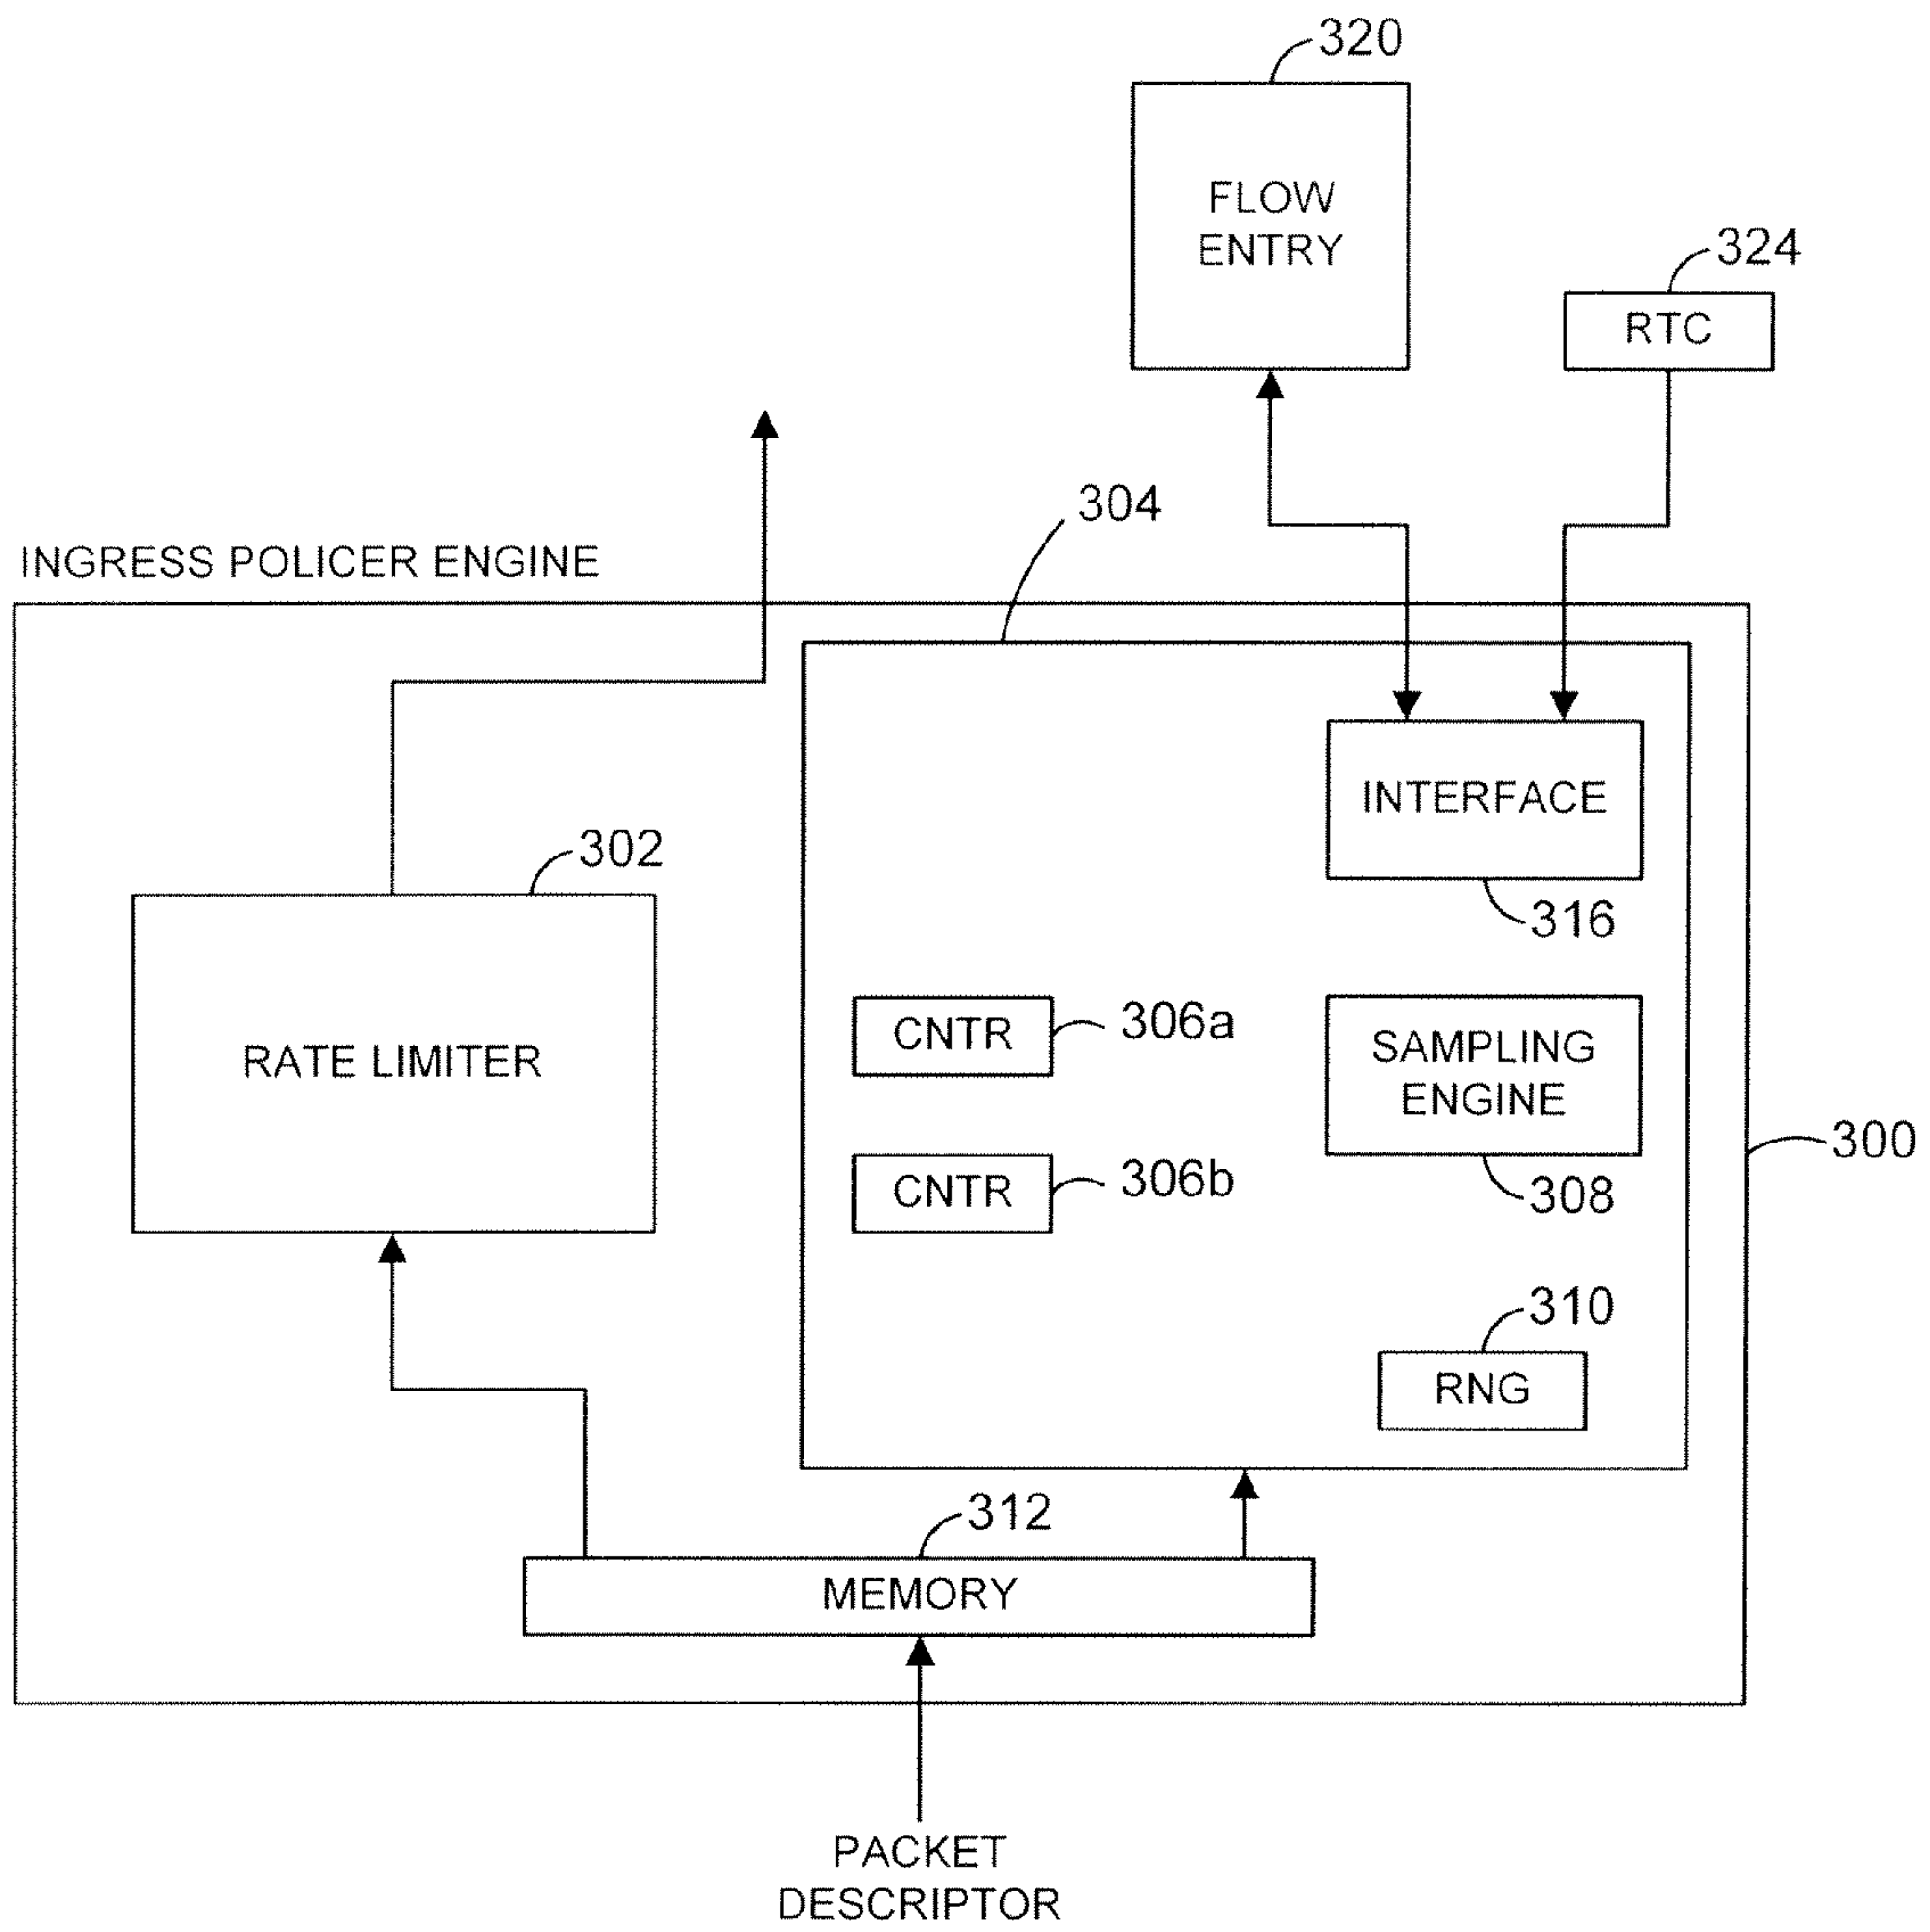 320
FLOW
ENTRY
324
RTC
304
INGRESS POLICER ENGINE
INTERFACE
302
316
RATE LIMITER
CNTR
306a
SAMPLING
ENGINE
CNTR
306b
300
308
310
RNG
312
MEMORY
PACKET
DESCRIPTOR